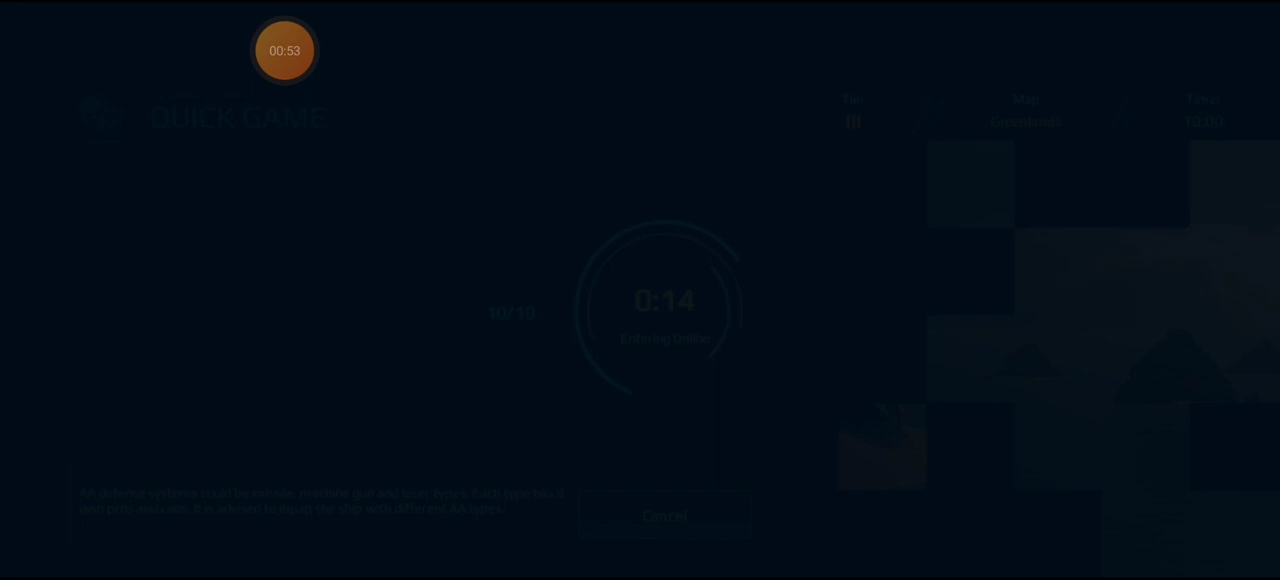 00:53
QUICK GAME
Tier
Map
Time
III
Greenlands
10:00
0:14
10/10
Entering Online
AA defense systems could be missile, machine gun and laser types. Each type has it
own pros and cons. It is advised to equip the ship with different AA types.
Cancel